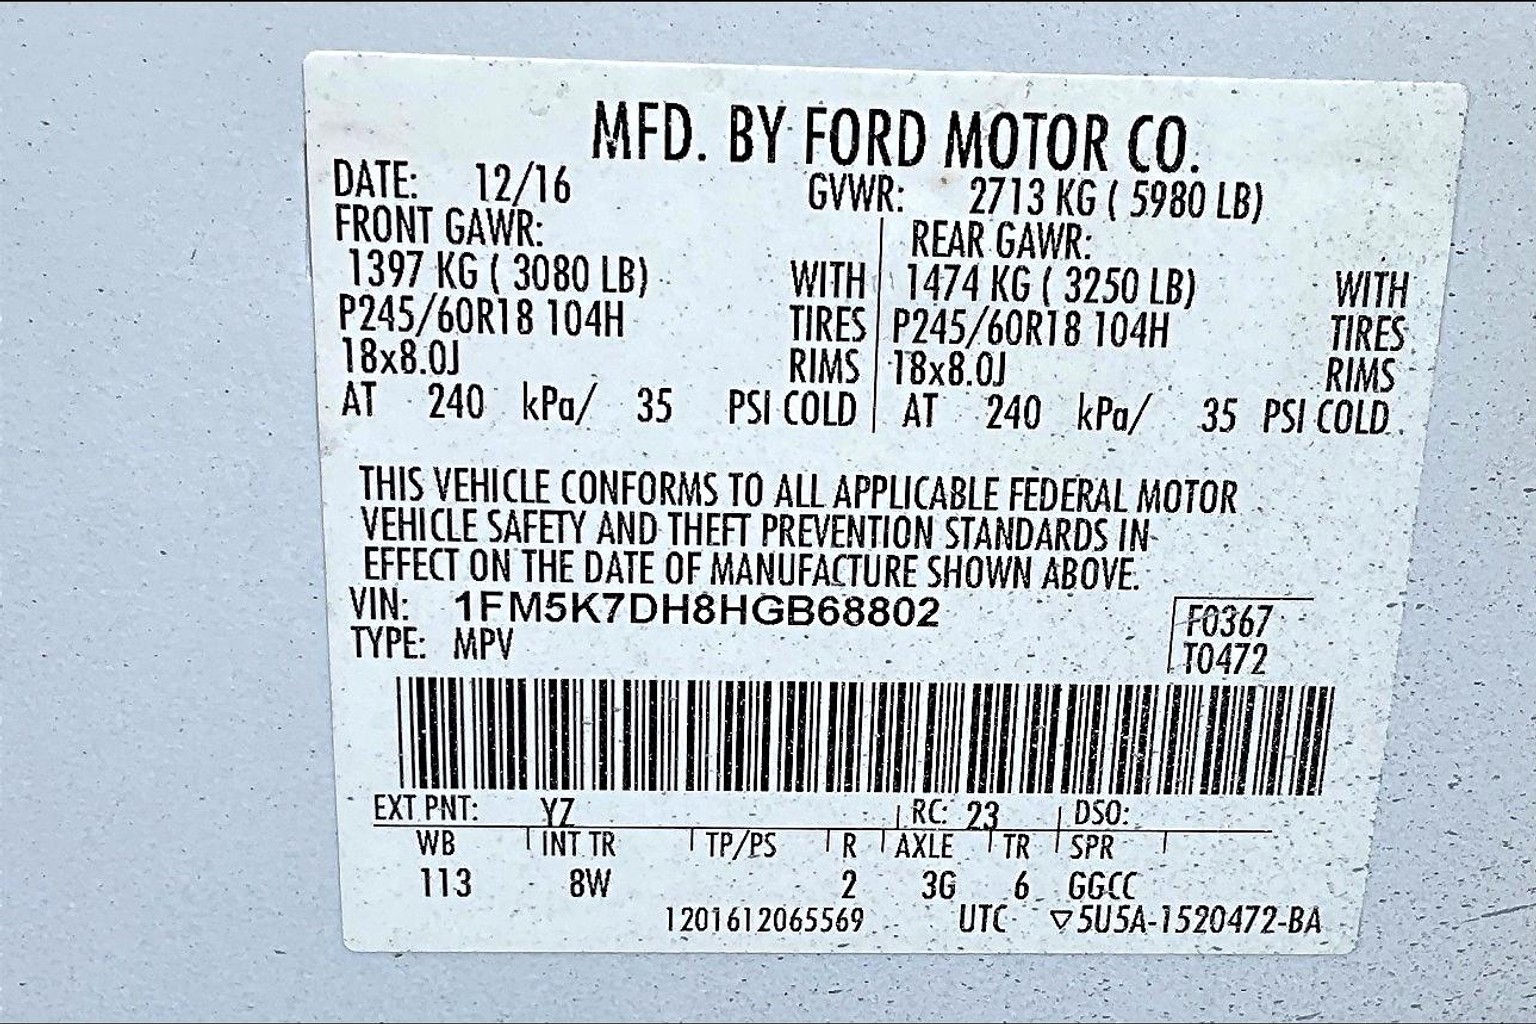 MFD. BY FORD MOTOR CO.
DATE: 12/16 GVWR: 2713 KG ( 5980 LB)
FRONT GAWR: REAR GAWR:
1397 KG ( 3080 LB) WITH 1474 KG ( 3250 LB) WITH
P245/60R18 104H TIRES P245/60R18 104H TIRES
18x8.0J RIMS 18x8.0J RIMS
AT 240 kPa/ 35 PSI COLD AT 240 kPa/ 35 PSI COLD
THIS VEHICLE CONFORMS TO ALL APPLICABLE FEDERAL MOTOR
VEHICLE SAFETY AND THEFT PREVENTION STANDARDS IN
EFFECT ON THE DATE OF MANUFACTURE SHOWN ABOVE.
VIN: 1FM5K7DH8HGB68802 F0367
TYPE: MPV T0472
EXT PNT: YZ RC: 23 DSO:
WB INT TR TP/PS R AXLE TR SPR
113 8W 2 3G 6 GGCC
1201612065569 UTC ▽5U5A-1520472-BA